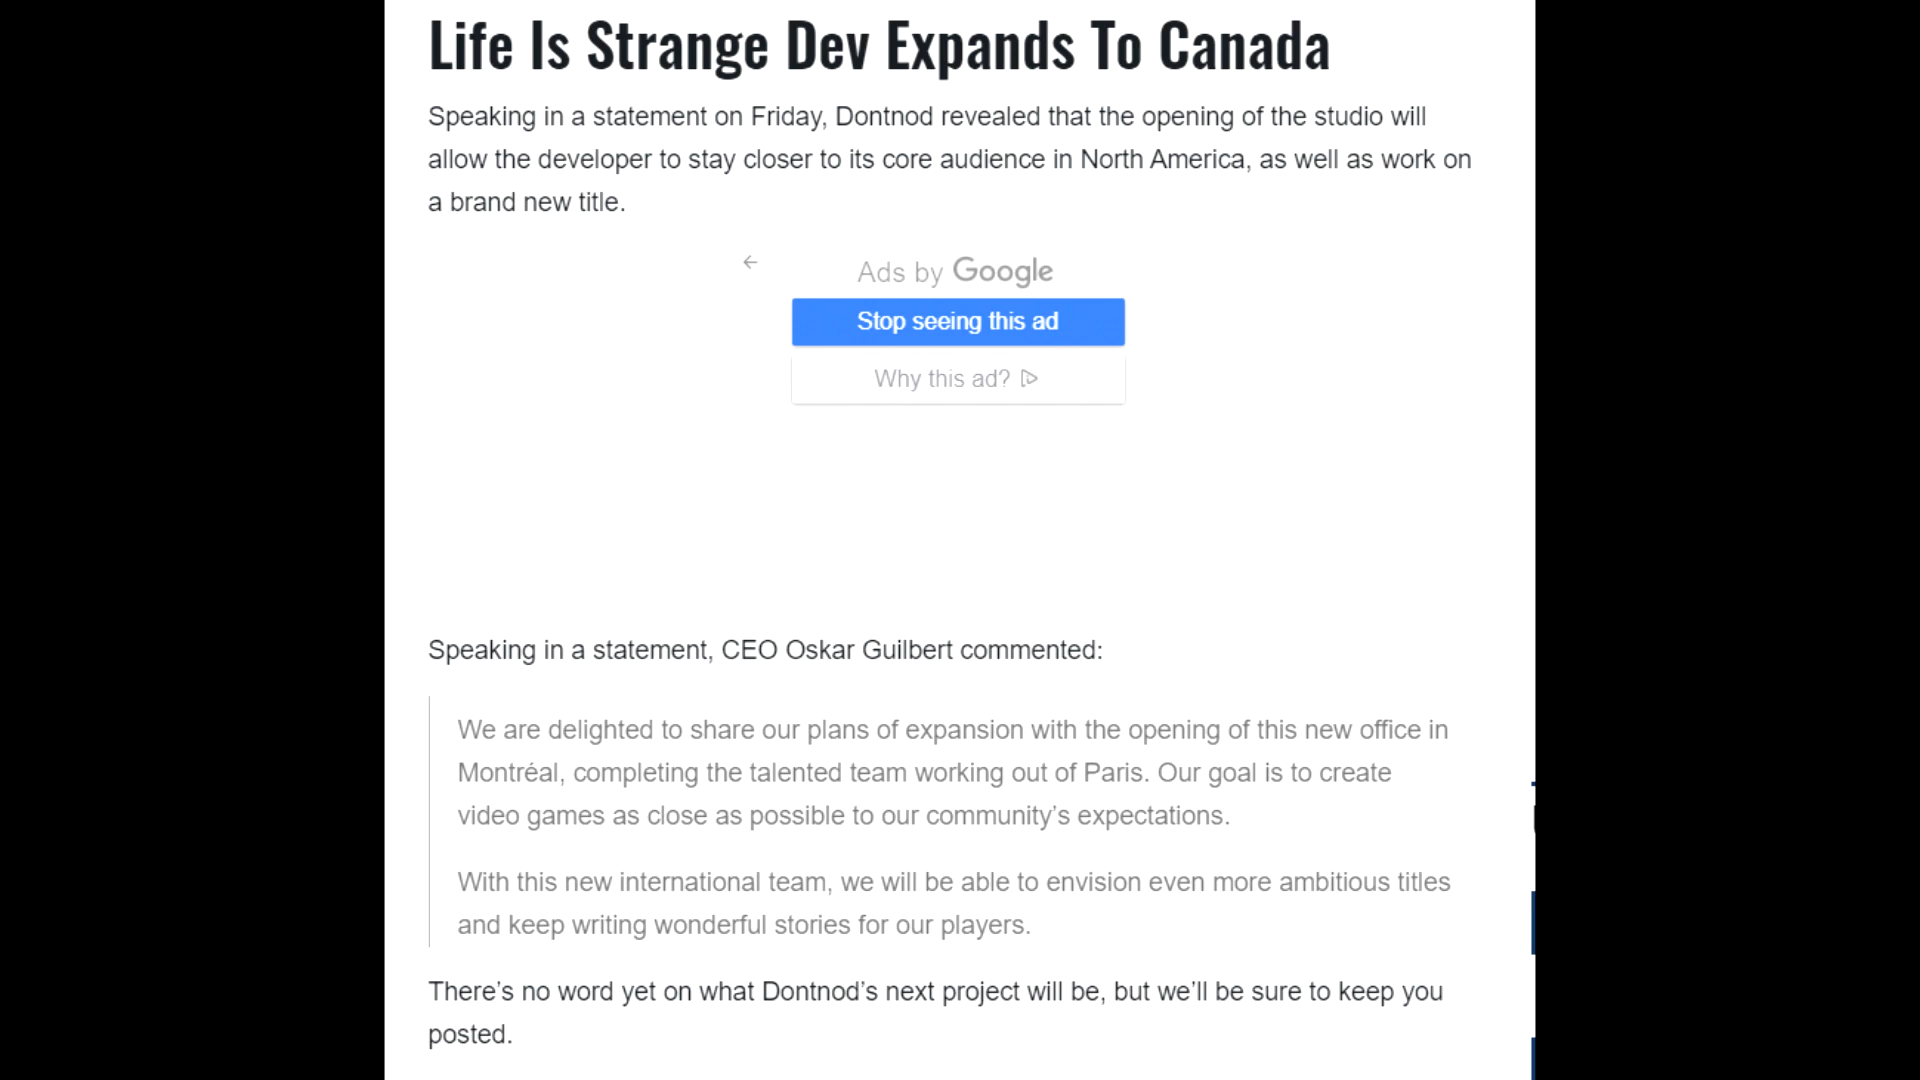 Life Is Strange Dev Expands To Canada
Speaking in a statement on Friday, Dontnod revealed that the opening of the studio will
allow the developer to stay closer to its core audience in North America, as well as work on
a brand new title.
Ads by Google
Stop seeing this ad
Why this ad?
Speaking in a statement, CEO Oskar Guilbert commented:
We are delighted to share our plans of expansion with the opening of this new office in
Montréal, completing the talented team working out of Paris. Our goal is to create
video games as close as possible to our community’s expectations.
With this new international team, we will be able to envision even more ambitious titles
and keep writing wonderful stories for our players.
There’s no word yet on what Dontnod’s next project will be, but we’ll be sure to keep you
posted.